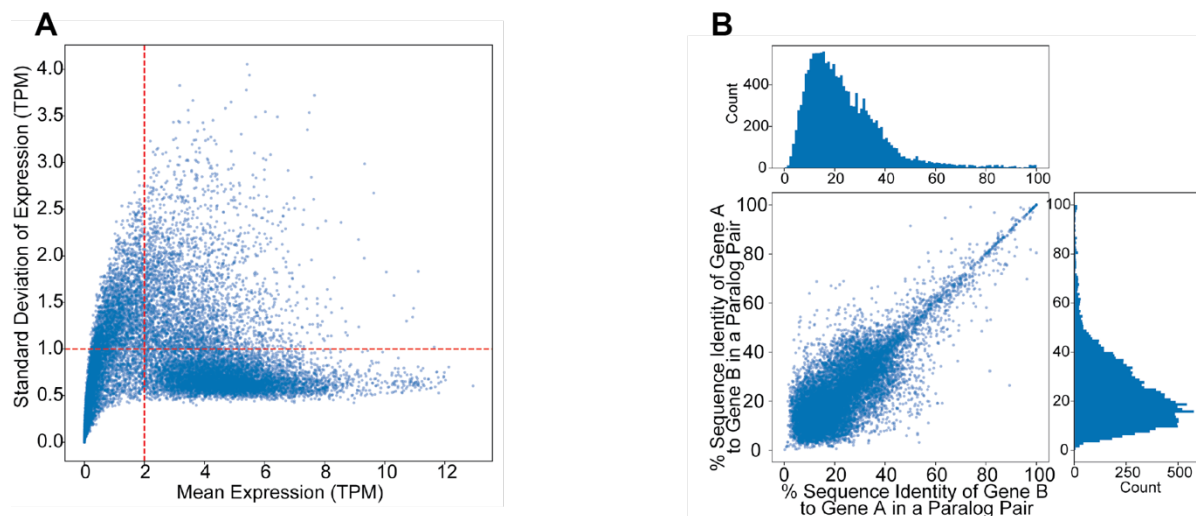 A
Standard Deviation of Expression (TPM)
4.0
3.5
3.0
2.5
2.0
1.5
1.0
0.5
0.0
0 2 4 6 8 10 12
Mean Expression (TPM)
B
Count
400
200
0
0 20 40 60 80 100
% Sequence Identity of Gene A
to Gene B in a Paralog Pair
100
80
60
40
20
0
0 20 40 60 80 100
% Sequence Identity of Gene B
to Gene A in a Paralog Pair
100
80
60
40
20
0
0 250 500
Count